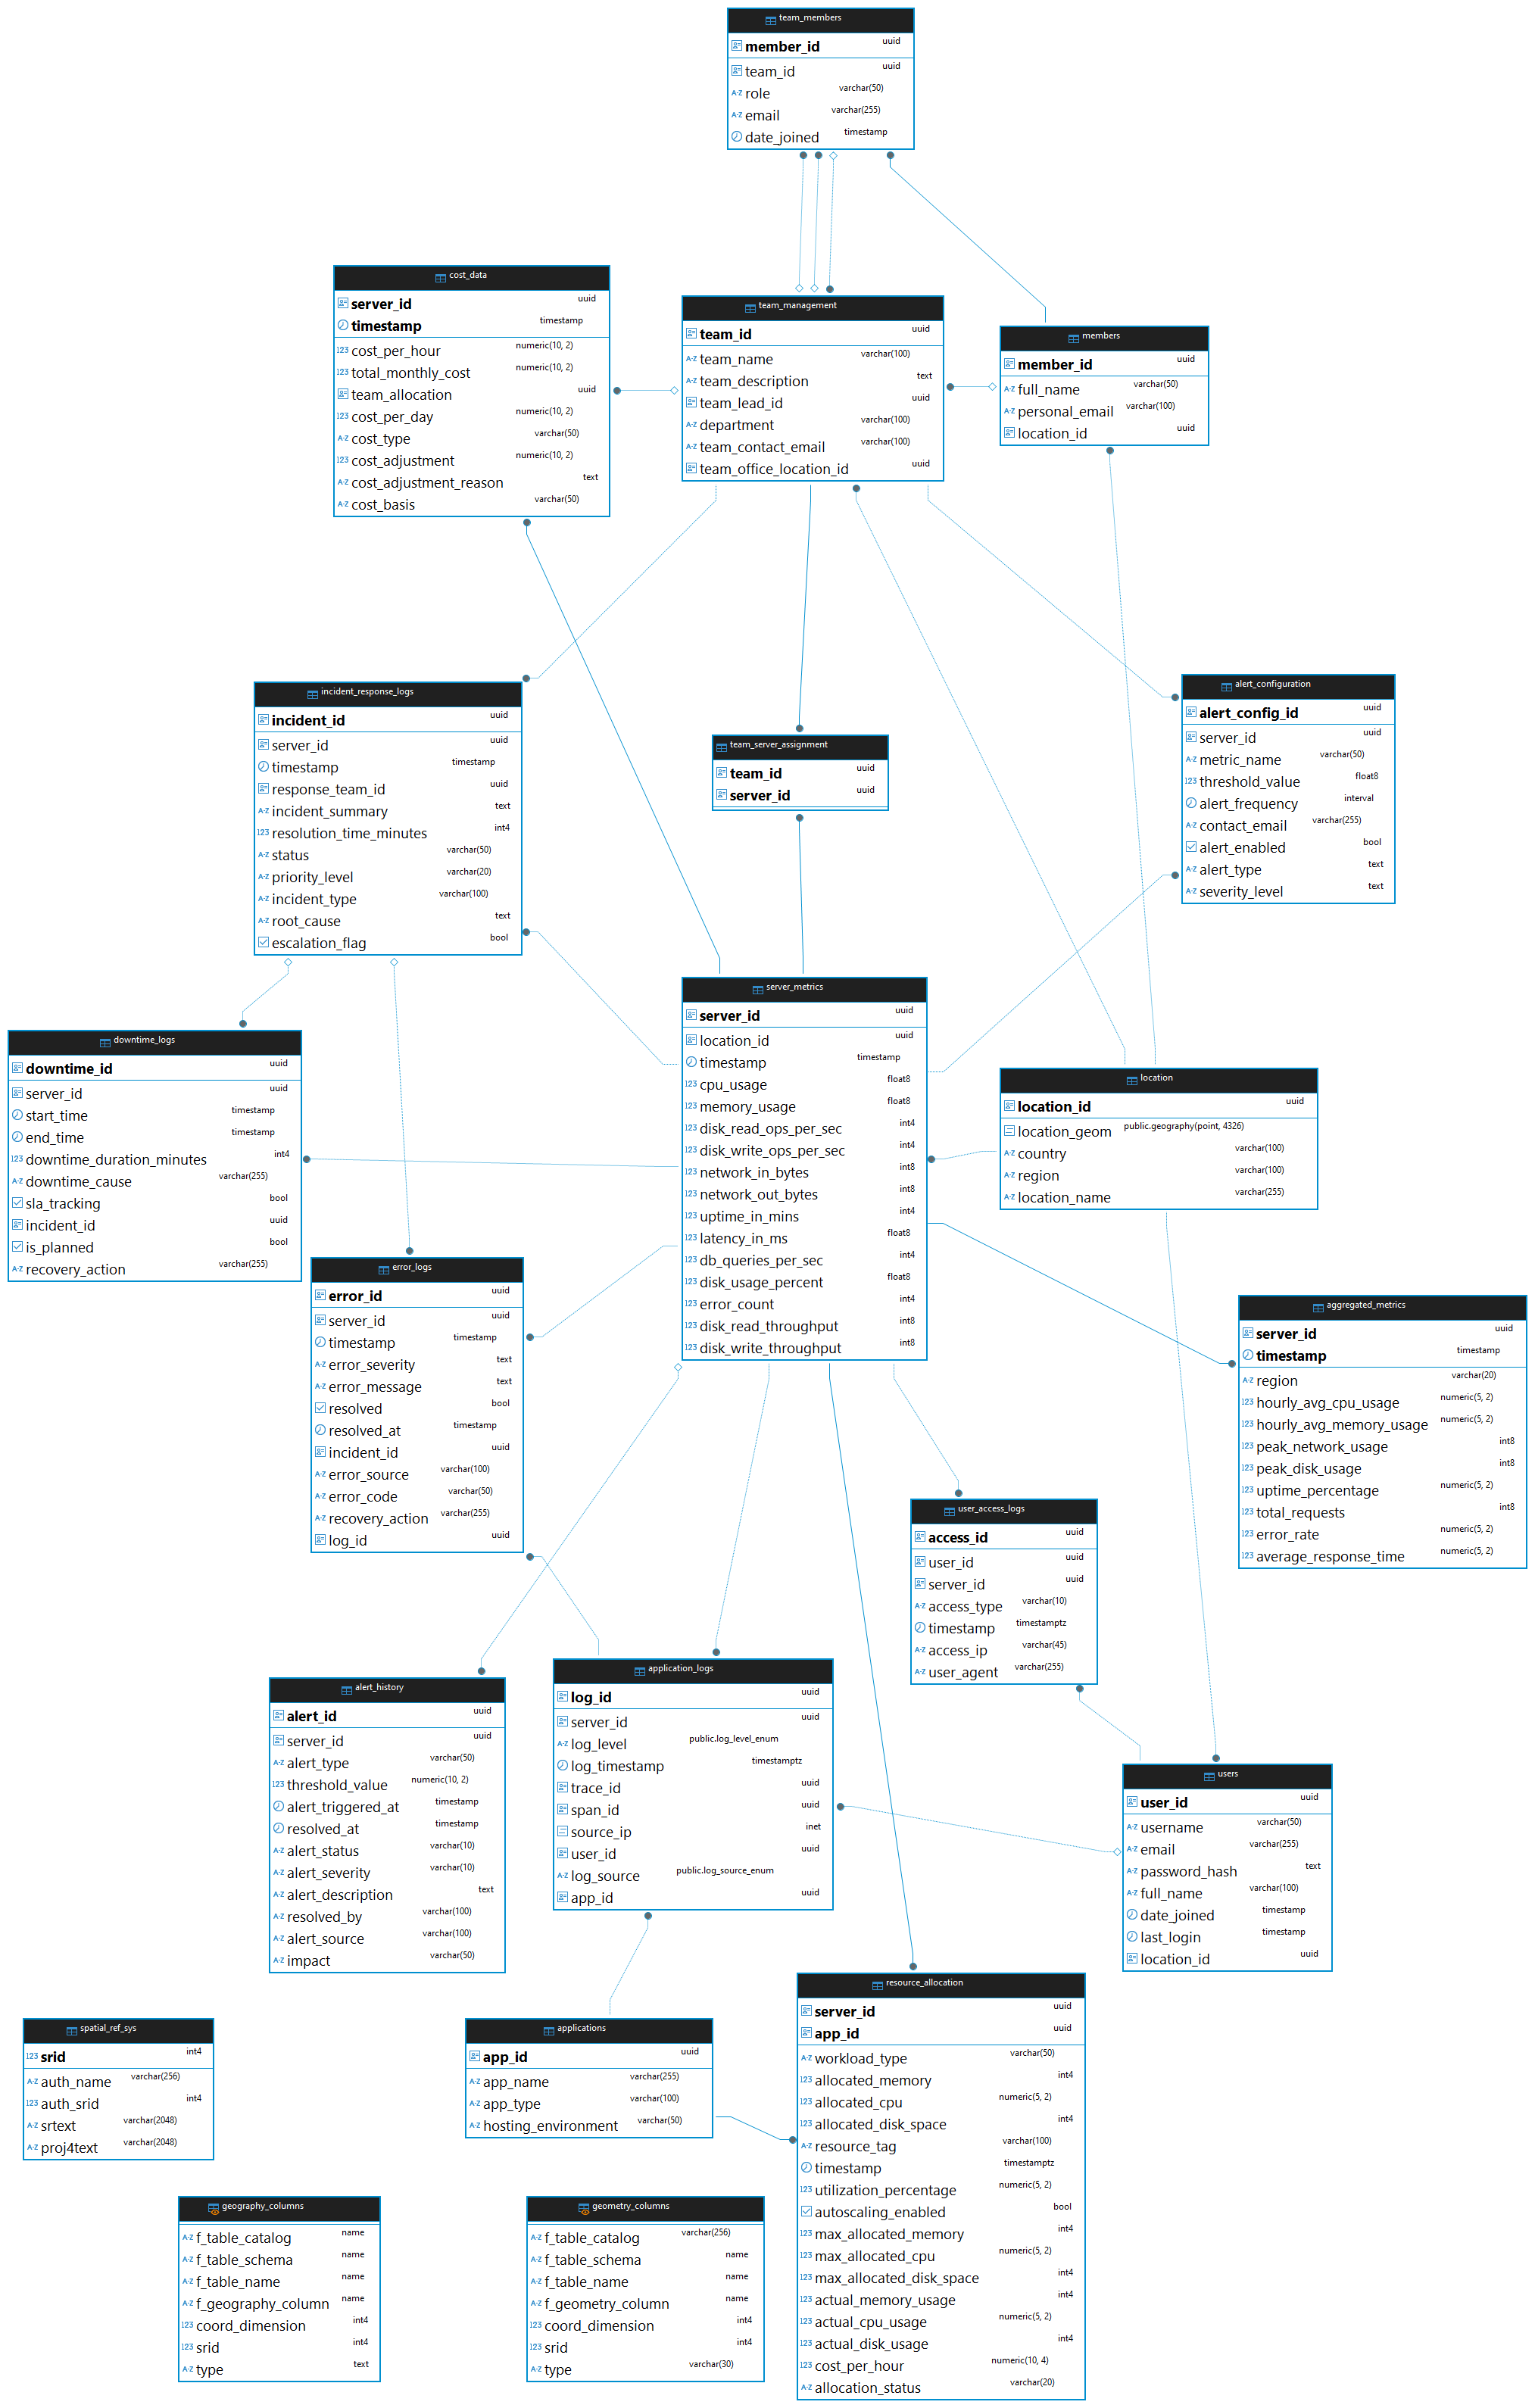 team_members
member_id uuid
team_id uuid
role varchar(50)
email varchar(255)
date_joined timestamp
cost_data
server_id uuid
timestamp timestamp
cost_per_hour numeric(10, 2)
total_monthly_cost numeric(10, 2)
team_allocation uuid
cost_per_day numeric(10, 2)
cost_type varchar(50)
cost_adjustment numeric(10, 2)
cost_adjustment_reason text
cost_basis varchar(50)
team_management
team_id uuid
team_name varchar(100)
team_description text
team_lead_id uuid
department varchar(100)
team_contact_email varchar(100)
team_office_location_id uuid
members
member_id uuid
full_name varchar(50)
personal_email varchar(100)
location_id uuid
incident_response_logs
incident_id uuid
server_id uuid
timestamp timestamp
response_team_id uuid
incident_summary text
resolution_time_minutes int4
status varchar(50)
priority_level varchar(20)
incident_type varchar(100)
root_cause text
escalation_flag bool
team_server_assignment
team_id uuid
server_id uuid
alert_configuration
alert_config_id uuid
server_id uuid
metric_name varchar(50)
threshold_value float8
alert_frequency interval
contact_email varchar(255)
alert_enabled bool
alert_type text
severity_level text
server_metrics
server_id uuid
location_id uuid
timestamp timestamp
cpu_usage float8
memory_usage float8
disk_read_ops_per_sec int4
disk_write_ops_per_sec int4
network_in_bytes int8
network_out_bytes int8
uptime_in_mins int4
latency_in_ms float8
db_queries_per_sec int4
disk_usage_percent float8
error_count int4
disk_read_throughput int8
disk_write_throughput int8
downtime_logs
downtime_id uuid
server_id uuid
start_time timestamp
end_time timestamp
downtime_duration_minutes int4
downtime_cause varchar(255)
sla_tracking bool
incident_id uuid
is_planned bool
recovery_action varchar(255)
location
location_id uuid
location_geom public.geography(point, 4326)
country varchar(100)
region varchar(100)
location_name varchar(255)
error_logs
error_id uuid
server_id uuid
timestamp timestamp
error_severity text
error_message text
resolved bool
resolved_at timestamp
incident_id uuid
error_source varchar(100)
error_code varchar(50)
recovery_action varchar(255)
log_id uuid
aggregated_metrics
server_id uuid
timestamp timestamp
region varchar(20)
hourly_avg_cpu_usage numeric(5, 2)
hourly_avg_memory_usage numeric(5, 2)
peak_network_usage int8
peak_disk_usage int8
uptime_percentage numeric(5, 2)
total_requests int8
error_rate numeric(5, 2)
average_response_time numeric(5, 2)
user_access_logs
access_id uuid
user_id uuid
server_id uuid
access_type varchar(10)
timestamp timestamptz
access_ip varchar(45)
user_agent varchar(255)
alert_history
alert_id uuid
server_id uuid
alert_type varchar(50)
threshold_value numeric(10, 2)
alert_triggered_at timestamp
resolved_at timestamp
alert_status varchar(10)
alert_severity varchar(10)
alert_description text
resolved_by varchar(100)
alert_source varchar(100)
impact varchar(50)
application_logs
log_id uuid
server_id uuid
log_level public.log_level_enum
log_timestamp timestamptz
trace_id uuid
span_id uuid
source_ip inet
user_id uuid
log_source public.log_source_enum
app_id uuid
users
user_id uuid
username varchar(50)
email varchar(255)
password_hash text
full_name varchar(100)
date_joined timestamp
last_login timestamp
location_id uuid
spatial_ref_sys
srid int4
auth_name varchar(256)
auth_srid int4
srtext varchar(2048)
proj4text varchar(2048)
applications
app_id uuid
app_name varchar(255)
app_type varchar(100)
hosting_environment varchar(50)
resource_allocation
server_id uuid
app_id uuid
workload_type varchar(50)
allocated_memory int4
allocated_cpu numeric(5, 2)
allocated_disk_space int4
resource_tag varchar(100)
timestamp timestamptz
utilization_percentage numeric(5, 2)
autoscaling_enabled bool
max_allocated_memory int4
max_allocated_cpu numeric(5, 2)
max_allocated_disk_space int4
actual_memory_usage int4
actual_cpu_usage numeric(5, 2)
actual_disk_usage int4
cost_per_hour numeric(10, 4)
allocation_status varchar(20)
geography_columns
f_table_catalog name
f_table_schema name
f_table_name name
f_geography_column name
coord_dimension int4
srid int4
type text
geometry_columns
f_table_catalog varchar(256)
f_table_schema name
f_table_name name
f_geometry_column name
coord_dimension int4
srid int4
type varchar(30)